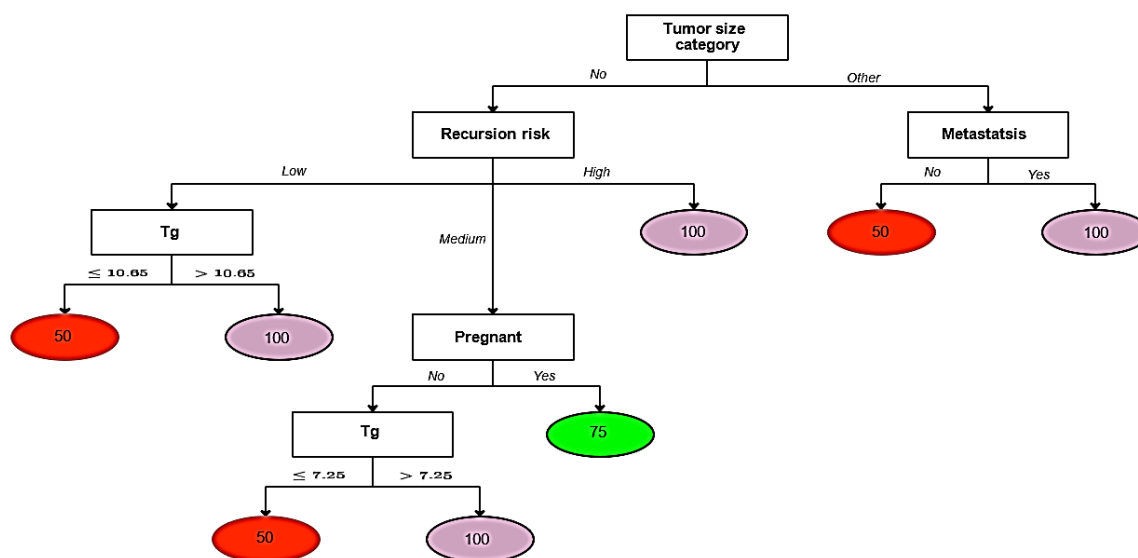 Tumor size
category
No
Other
Recursion risk
Metastatsis
Low
High
No
Yes
Tg
Medium
100
50
100
≤ 10.65
> 10.65
50
100
Pregnant
No
Yes
Tg
75
≤ 7.25
> 7.25
50
100